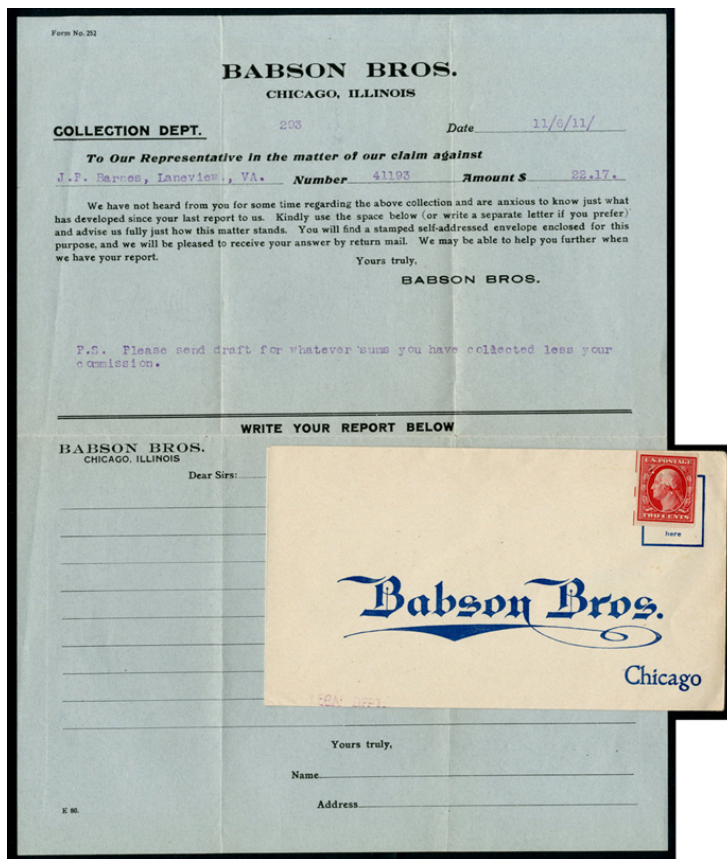 Form No. 252
BABSON BROS.
CHICAGO, ILLINOIS
COLLECTION DEPT. 293 Date 11/6/11/
To Our Representative in the matter of our claim against
J.P. Barnes, Laneview., VA. Number 41193 Amount $ 22.17.
We have not heard from you for some time regarding the above collection and are anxious to know just what
has developed since your last report to us. Kindly use the space below (or write a separate letter if you prefer)
and advise us fully just how this matter stands. You will find a stamped self-addressed envelope enclosed for this
purpose, and we will be pleased to receive your answer by return mail. We may be able to help you further when
we have your report.
Yours truly,
BABSON BROS.
P.S. Please send draft for whatever sums you have collected less your
commission.
WRITE YOUR REPORT BELOW
BABSON BROS.
CHICAGO, ILLINOIS
Dear Sirs:
U.S. POSTAGE
TWO CENTS
here
Babson Bros.
Chicago
DEPT.
Yours truly,
Name
Address
E 80.